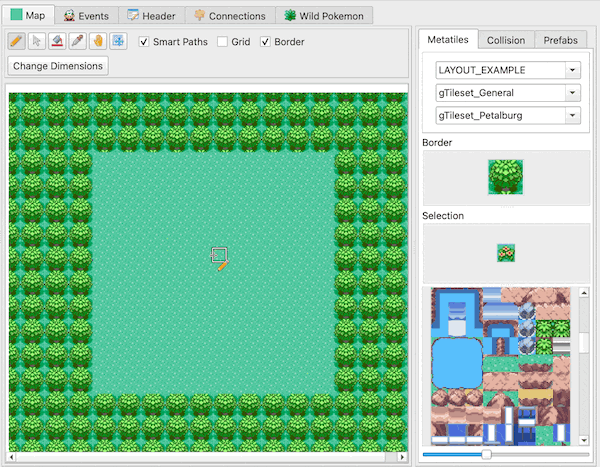 Map Events Header Connections Wild Pokemon
Smart Paths Grid Border
Change Dimensions
Metatiles Collision Prefabs
LAYOUT_EXAMPLE
gTileset_General
gTileset_Petalburg
Border
Selection